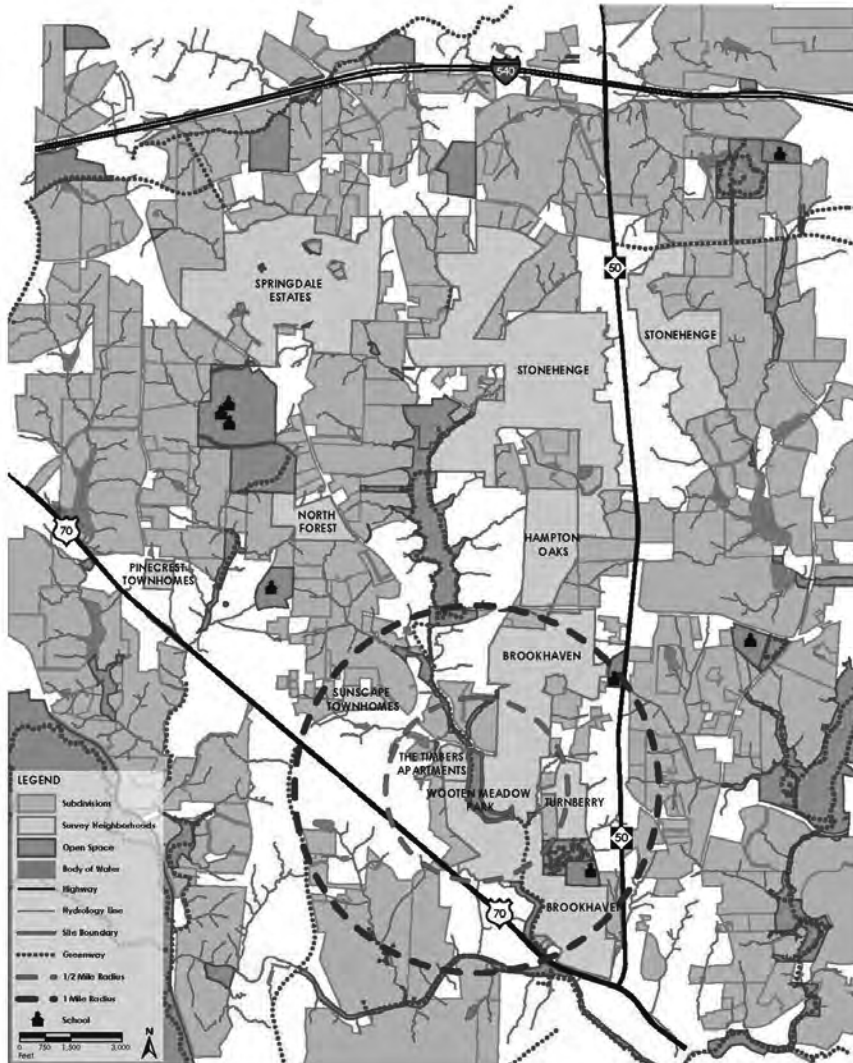 540
50
SPRINGDALE
ESTATES
STONEHENGE
STONEHENGE
NORTH
FOREST
HAMPTON
OAKS
70
PINECREST
TOWNHOMES
BROOKHAVEN
SUNSCAPE
TOWNHOMES
THE TIMBERS
APARTMENTS
WOOTEN MEADOW
PARK
TURNBERRY
50
70
BROOKHAVEN
LEGEND
Subdivisions
Survey Neighborhoods
Open Space
Body of Water
Highway
Hydrology Line
Site Boundary
Greenway
1/2 Mile Radius
1 Mile Radius
School
0 750 1,500 3,000
Feet
N